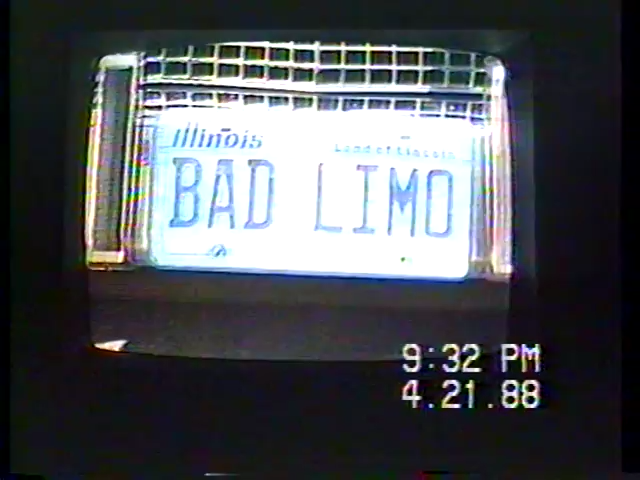 Illinois
Land of Lincoln
BAD LIMO
9:32 PM
4.21.88